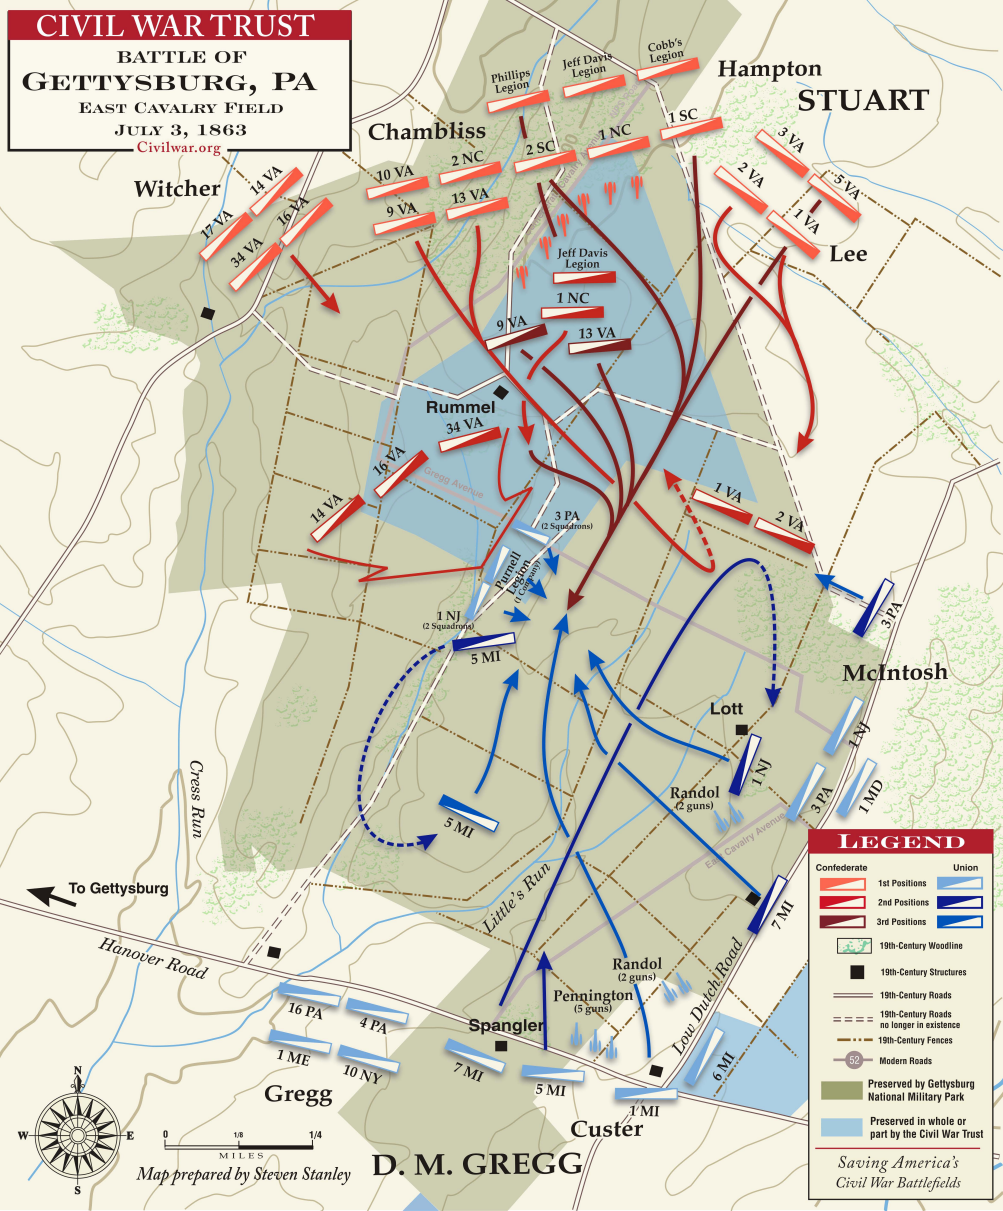 CIVIL WAR TRUST
BATTLE OF
GETTYSBURG, PA
EAST CAVALRY FIELD
JULY 3, 1863
Civilwar.org
Phillips
Legion
Jeff Davis
Legion
Cobb's
Legion
Hampton
STUART
Chambliss
Witcher
14 VA
17 VA
16 VA
34 VA
10 VA
2 NC
2 SC
1 NC
1 SC
9 VA
13 VA
3 VA
2 VA
5 VA
1 VA
Lee
Jeff Davis
Legion
1 NC
9 VA
13 VA
Rummel
34 VA
16 VA
14 VA
Gregg Avenue
1 VA
2 VA
3 PA
(2 Squadrons)
Purnell
Legion
(1 Company)
1 NJ
(2 Squadrons)
5 MI
3 PA
McIntosh
Lott
1 NJ
1 NJ
3 PA
1 MD
Randol
(2 guns)
East Cavalry Avenue
5 MI
Cress Run
Little's Run
7 MI
To Gettysburg
Hanover Road
Low Dutch Road
Randol
(2 guns)
Pennington
(5 guns)
Spangler
16 PA
4 PA
1 ME
10 NY
Gregg
7 MI
5 MI
1 MI
6 MI
Custer
D. M. GREGG
N
W
E
S
0
1/8
1/4
MILES
Map prepared by Steven Stanley
LEGEND
Confederate
Union
1st Positions
2nd Positions
3rd Positions
19th-Century Woodline
19th-Century Structures
19th-Century Roads
19th-Century Roads
no longer in existence
19th-Century Fences
52
Modern Roads
Preserved by Gettysburg
National Military Park
Preserved in whole or
part by the Civil War Trust
Saving America's
Civil War Battlefields